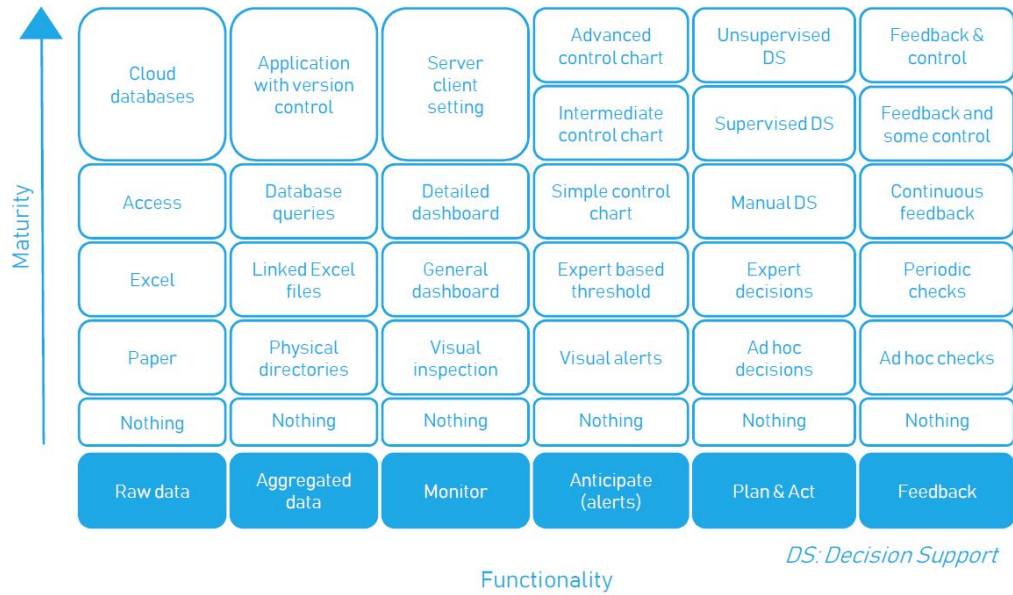 Maturity
Cloud
databases
Application
with version
control
Server
client
setting
Advanced
control chart
Unsupervised
DS
Feedback &
control
Intermediate
control chart
Supervised DS
Feedback and
some control
Access
Database
queries
Detailed
dashboard
Simple control
chart
Manual DS
Continuous
feedback
Excel
Linked Excel
files
General
dashboard
Expert based
threshold
Expert
decisions
Periodic
checks
Paper
Physical
directories
Visual
inspection
Visual alerts
Ad hoc
decisions
Ad hoc checks
Nothing
Nothing
Nothing
Nothing
Nothing
Nothing
Raw data
Aggregated
data
Monitor
Anticipate
(alerts)
Plan & Act
Feedback
DS: Decision Support
Functionality